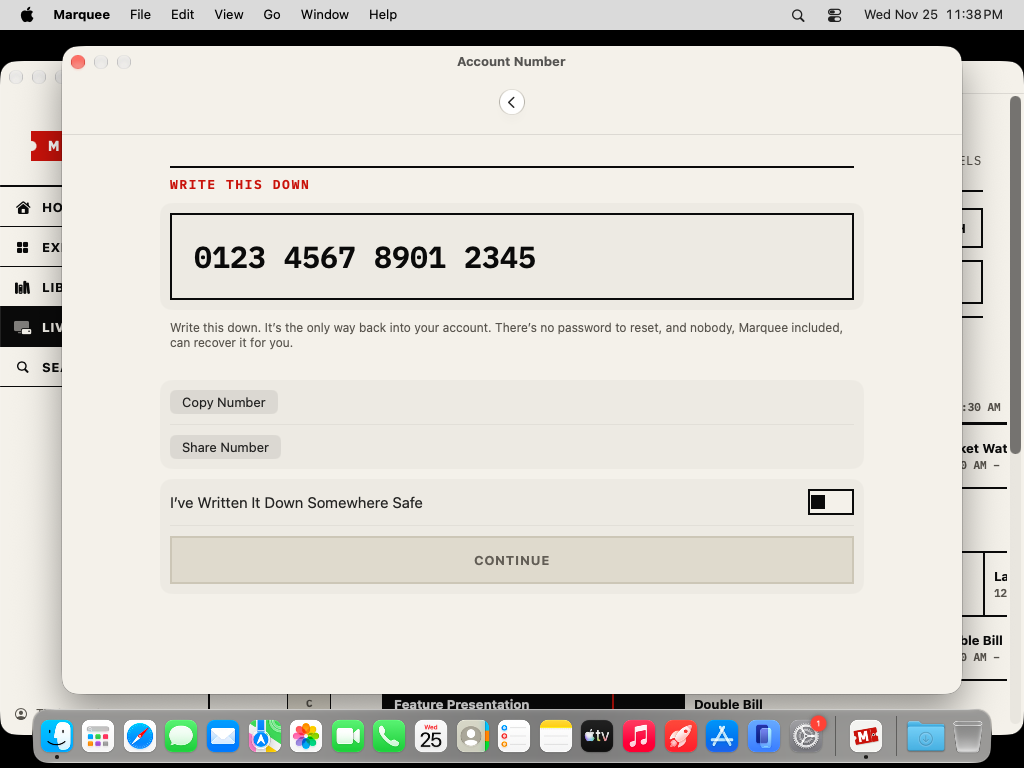 Marquee File Edit View Go Window Help Wed Nov 25 11:38 PM
Account Number
WRITE THIS DOWN
0123 4567 8901 2345
Write this down. It's the only way back into your account. There's no password to reset, and nobody, Marquee included,
can recover it for you.
Copy Number
Share Number
I've Written It Down Somewhere Safe
CONTINUE
M
HO
EX
LIB
LIV
SEA
ELS
H
:30 AM
ket Wat
0 AM –
La
12
ble Bill
0 AM –
C
Feature Presentation
Double Bill
Wed
25
tv
1
M